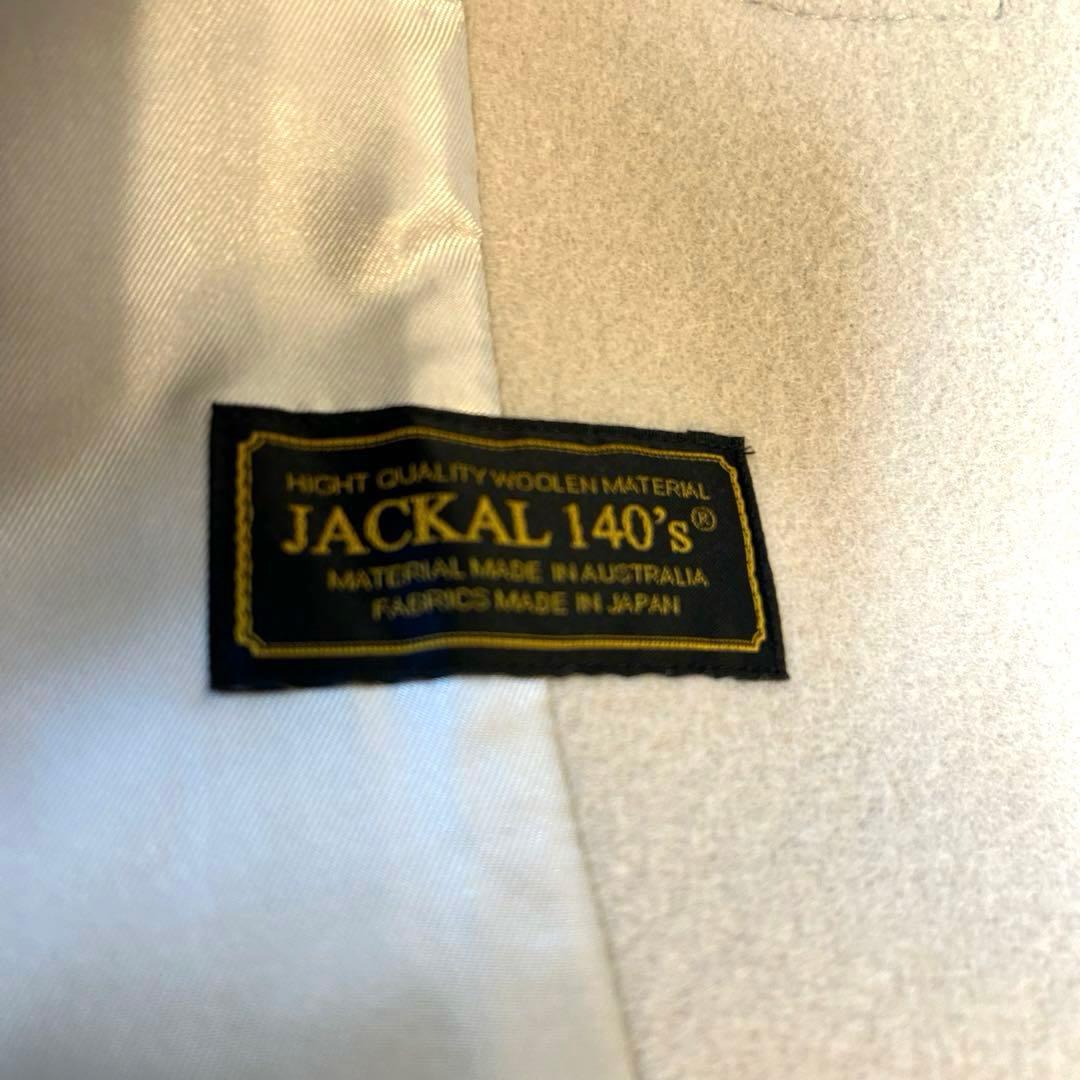 HIGHT QUALITY WOOLEN MATERIAL
JACKAL 140's®
MATERIAL MADE IN AUSTRALIA
FABRICS MADE IN JAPAN